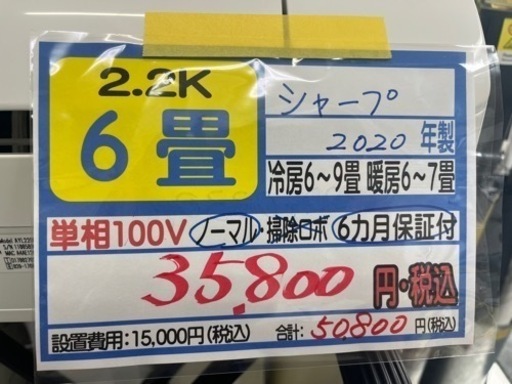 2.2K
6畳
シャープ
2020 年製
冷房6～9畳 暖房6～7畳
単相100V ノーマル・掃除ロボ 6カ月保証付
35,800 円・税込
設置費用:15,000円(税込) 合計:50,800円(税込)